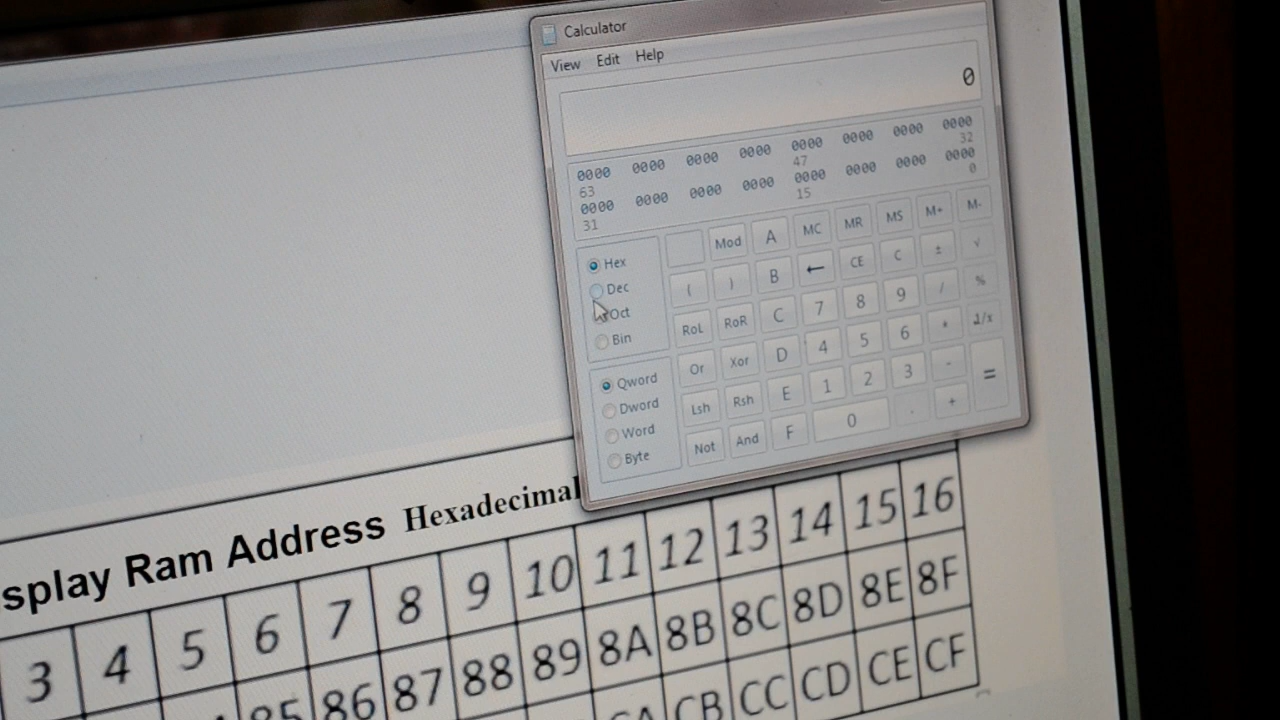 Calculator
View Edit Help
0
0000 0000 0000 0000 0000 0000 0000 0000
63 47 32
0000 0000 0000 0000 0000 0000 0000 0000
31 15 0
Mod A MC MR MS M+ M-
Hex
( ) B ← CE C ± √
Dec
RoL RoR C 7 8 9 / %
Oct
Bin
Or Xor D 4 5 6 * 1/x
Qword
Lsh Rsh E 1 2 3 - =
Dword
Word
Not And F 0 . +
Byte
splay Ram Address Hexadecimal
3 4 5 6 7 8 9 10 11 12 13 14 15 16
85 86 87 88 89 8A 8B 8C 8D 8E 8F
CA CB CC CD CE CF